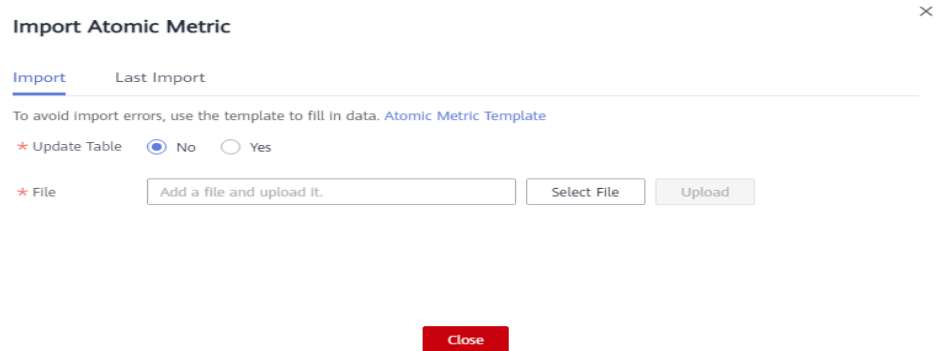 Import Atomic Metric
Import Last Import
To avoid import errors, use the template to fill in data. Atomic Metric Template
* Update Table No Yes
* File Add a file and upload it. Select File Upload
Close